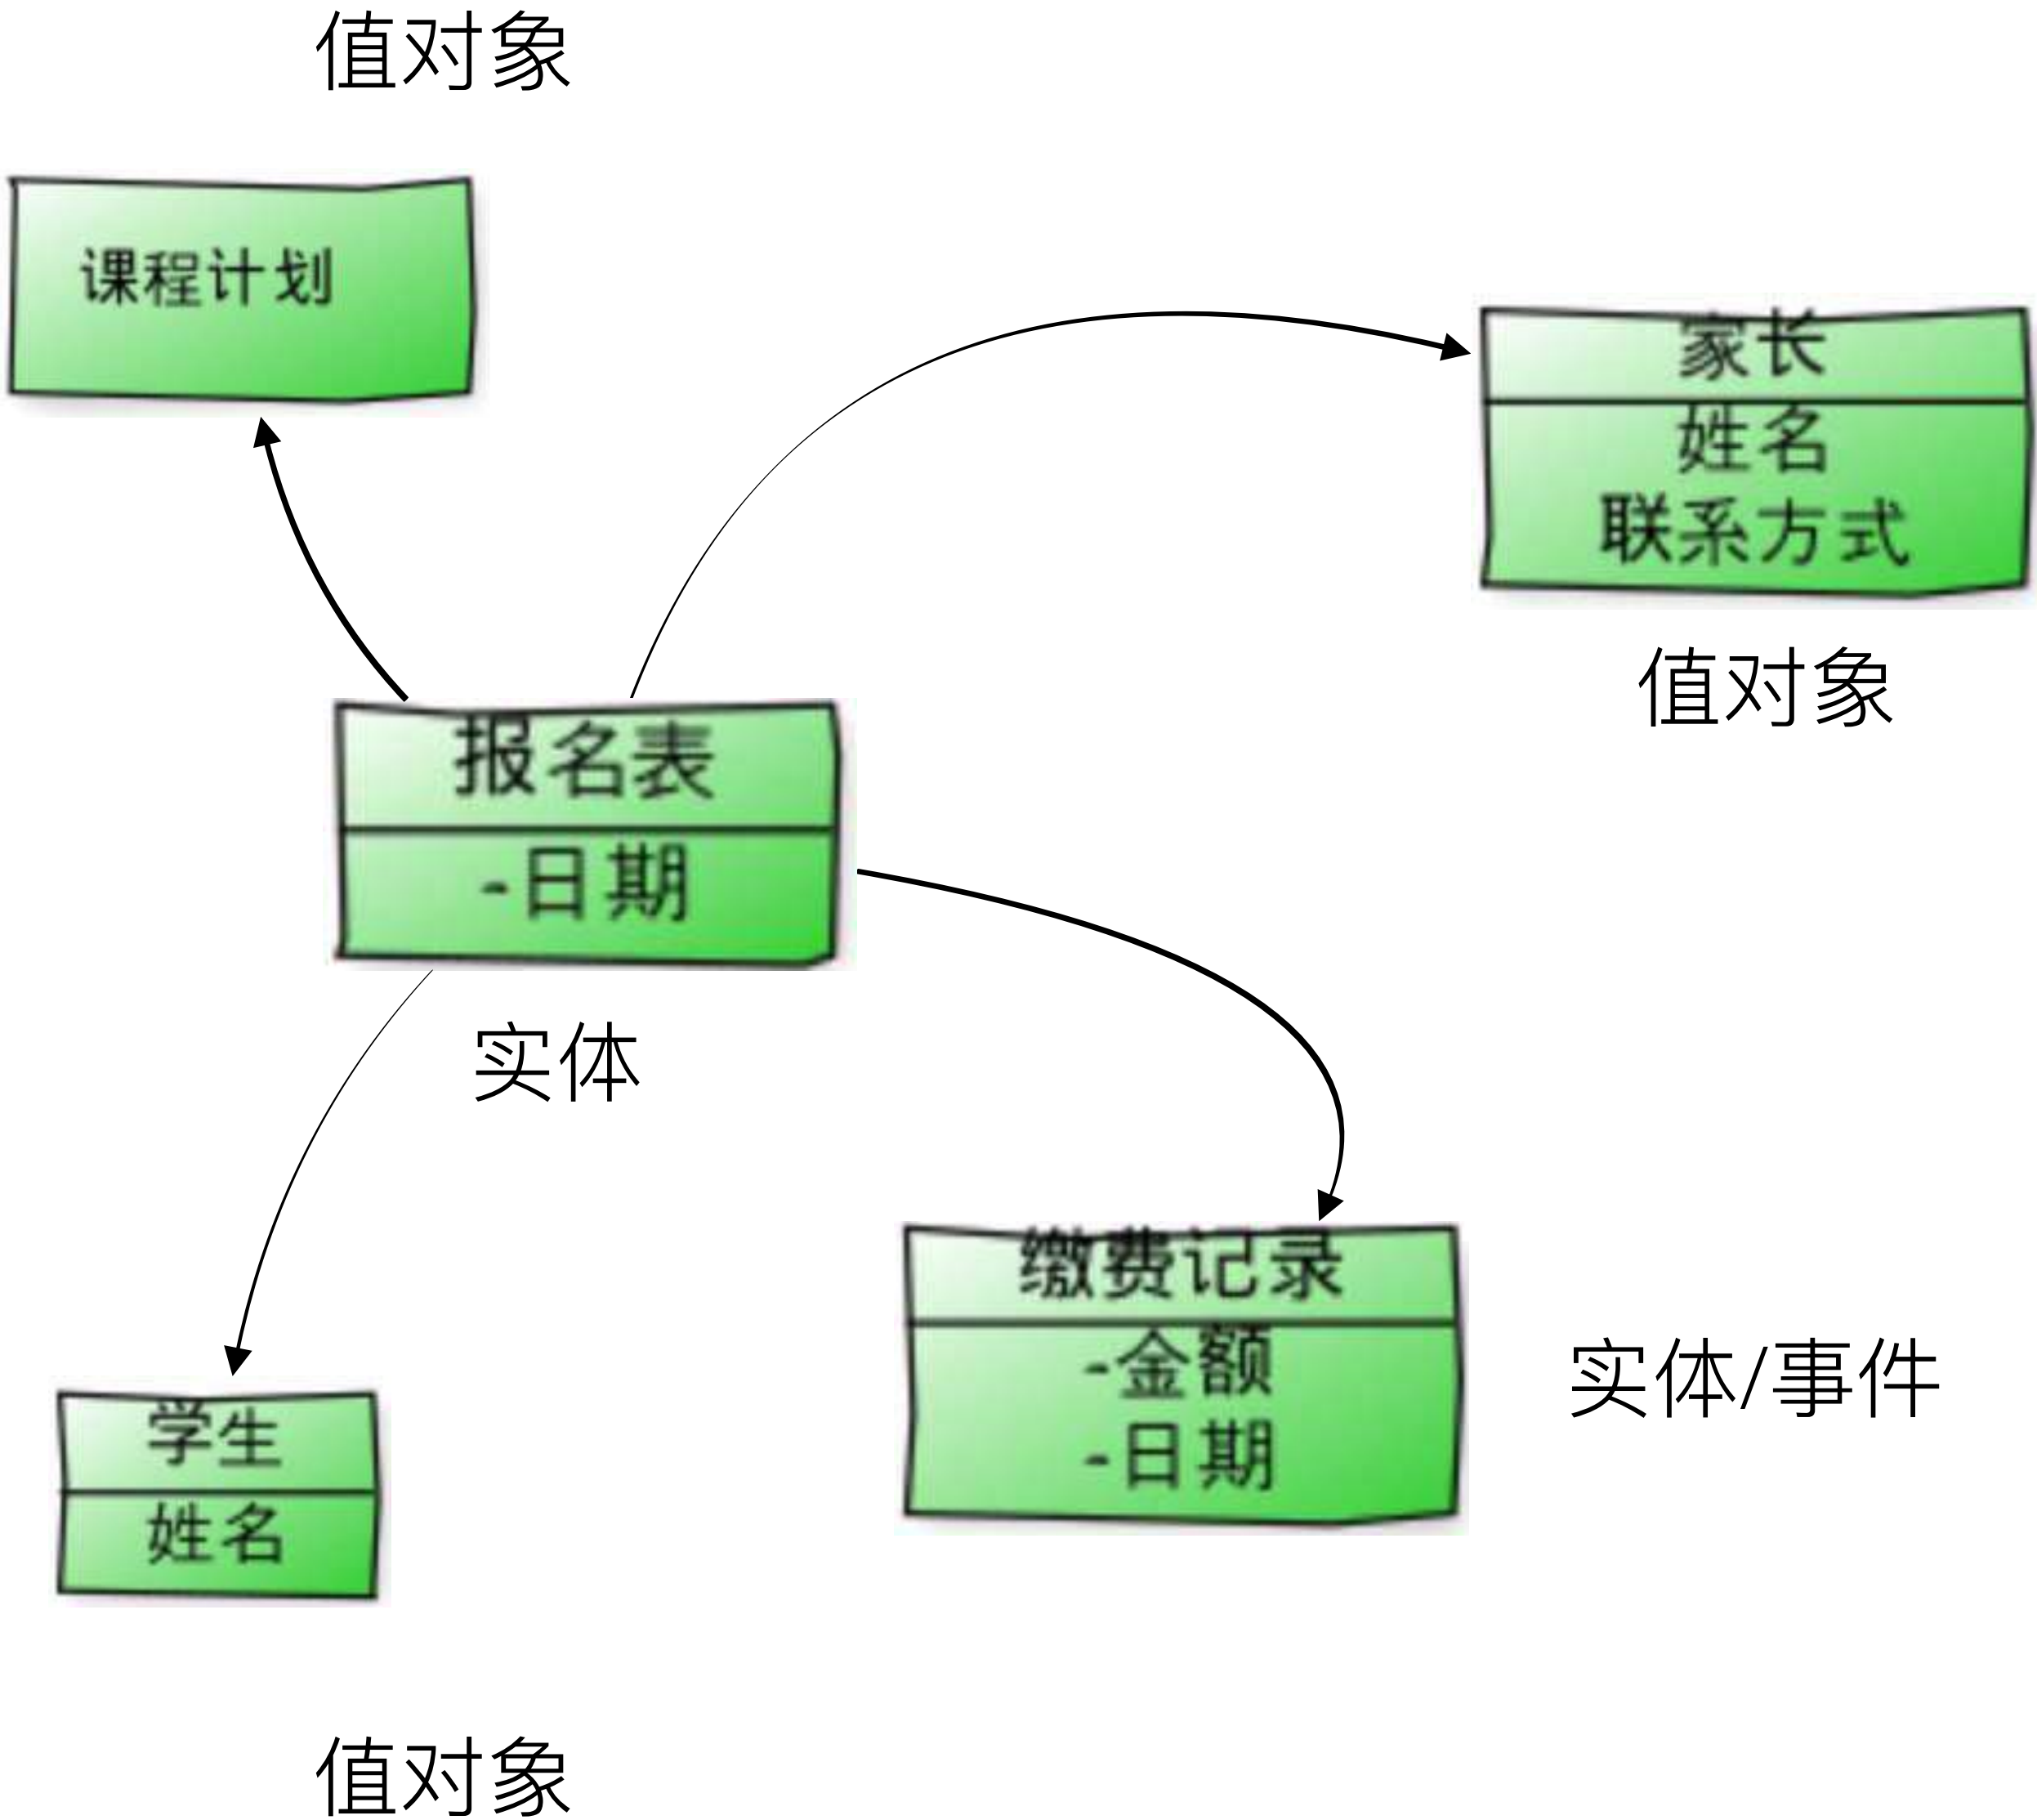 值对象
课程计划
家长
姓名
联系方式
值对象
报名表
-日期
实体
缴费记录
-金额
-日期
实体/事件
学生
姓名
值对象